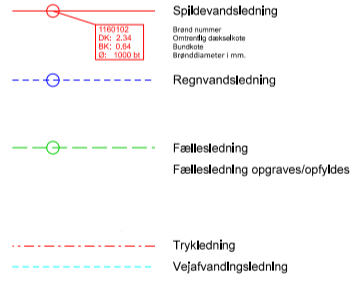 Spildevandsledning
1160102
DK: 2.34
BK: 0.64
Ø: 1000 bt
Brønd nummer
Omtrentlig dækselkote
Bundkote
Brønddiameter i mm.
Regnvandsledning
Fællesledning
Fællesledning opgraves/opfyldes
Trykledning
Vejafvandingsledning